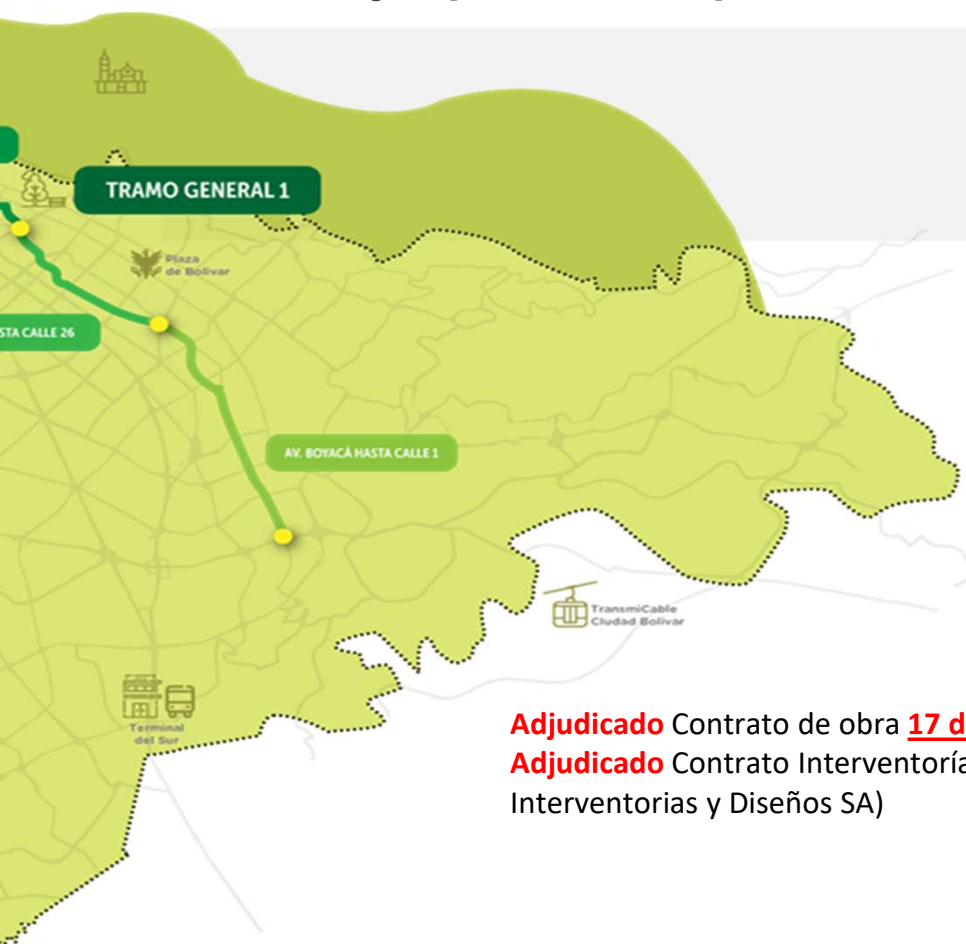 TRAMO GENERAL 1
Plaza
de Bolívar
STA CALLE 26
AV. BOYACÁ HASTA CALLE 1
TransmiCable
Ciudad Bolívar
Terminal
del Sur
Adjudicado Contrato de obra 17 d
Adjudicado Contrato Interventoría
Interventorias y Diseños SA)